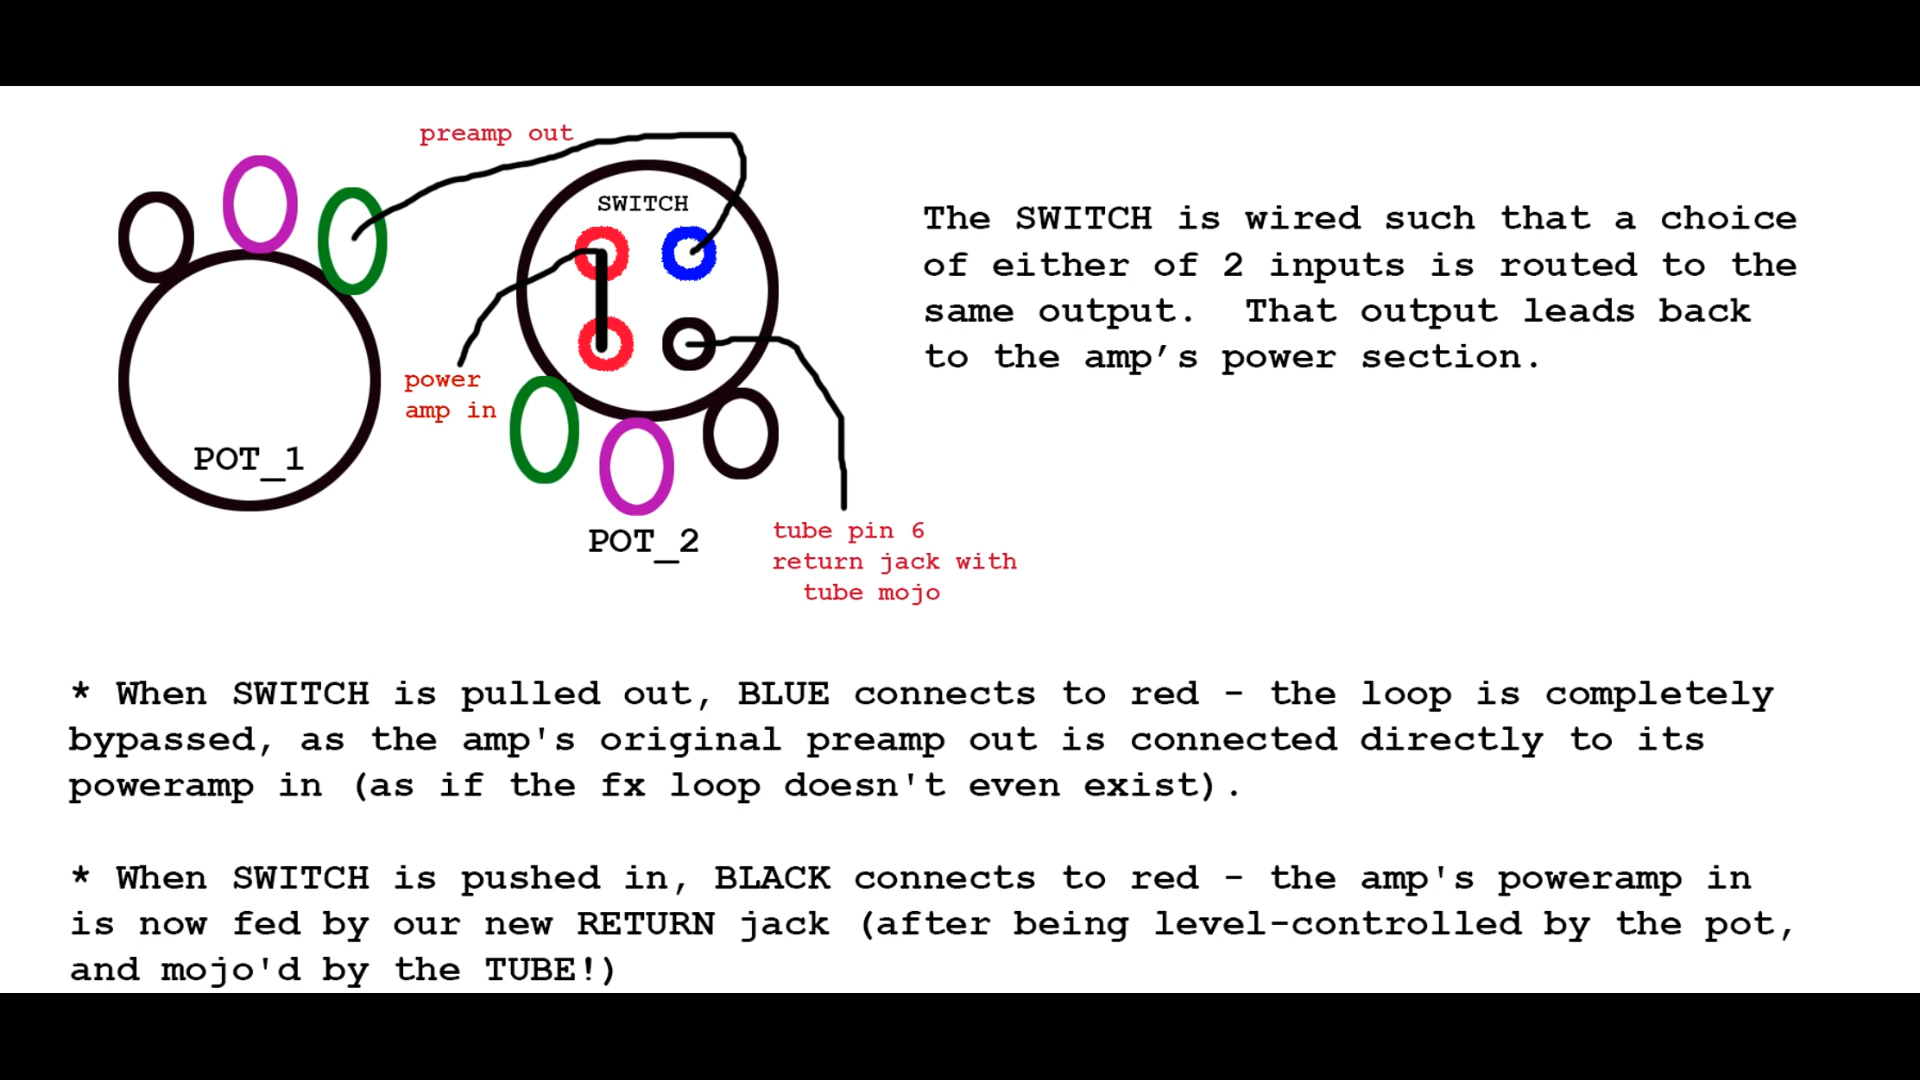 preamp out
SWITCH
The SWITCH is wired such that a choice
of either of 2 inputs is routed to the
same output.  That output leads back
to the amp’s power section.
power
amp in
POT_1
POT_2
tube pin 6
return jack with
tube mojo
* When SWITCH is pulled out, BLUE connects to red - the loop is completely
bypassed, as the amp's original preamp out is connected directly to its
poweramp in (as if the fx loop doesn't even exist).
* When SWITCH is pushed in, BLACK connects to red - the amp's poweramp in
is now fed by our new RETURN jack (after being level-controlled by the pot,
and mojo'd by the TUBE!)